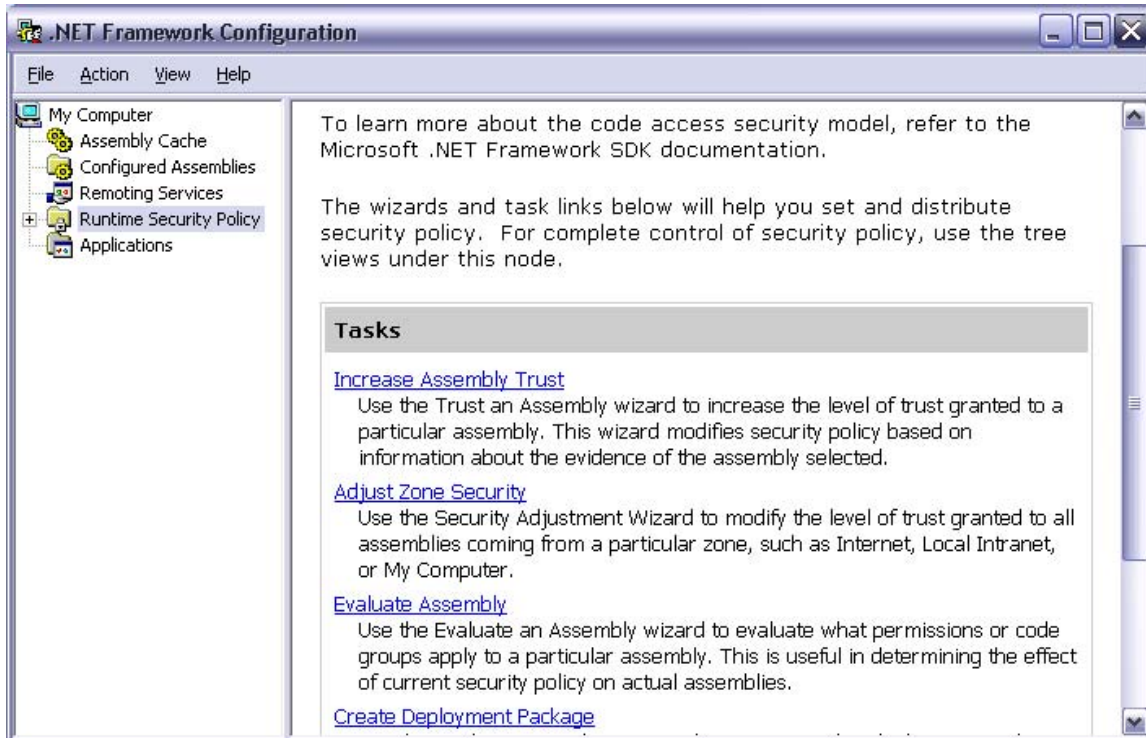 .NET Framework Configuration
File Action View Help
My Computer
Assembly Cache
Configured Assemblies
Remoting Services
Runtime Security Policy
Applications
To learn more about the code access security model, refer to the
Microsoft .NET Framework SDK documentation.
The wizards and task links below will help you set and distribute
security policy.  For complete control of security policy, use the tree
views under this node.
Tasks
Increase Assembly Trust
Use the Trust an Assembly wizard to increase the level of trust granted to a
particular assembly. This wizard modifies security policy based on
information about the evidence of the assembly selected.
Adjust Zone Security
Use the Security Adjustment Wizard to modify the level of trust granted to all
assemblies coming from a particular zone, such as Internet, Local Intranet,
or My Computer.
Evaluate Assembly
Use the Evaluate an Assembly wizard to evaluate what permissions or code
groups apply to a particular assembly. This is useful in determining the effect
of current security policy on actual assemblies.
Create Deployment Package